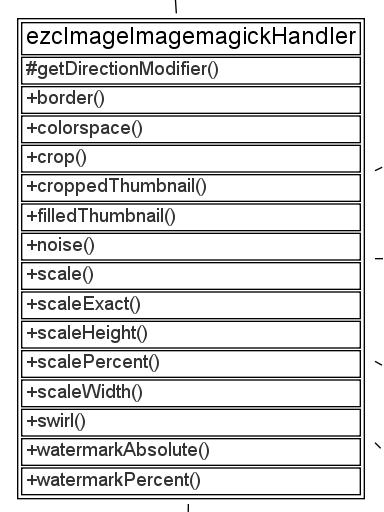 ezcImageImagemagickHandler
#getDirectionModifier()
+border()
+colorspace()
+crop()
+croppedThumbnail()
+filledThumbnail()
+noise()
+scale()
+scaleExact()
+scaleHeight()
+scalePercent()
+scaleWidth()
+swirl()
+watermarkAbsolute()
+watermarkPercent()